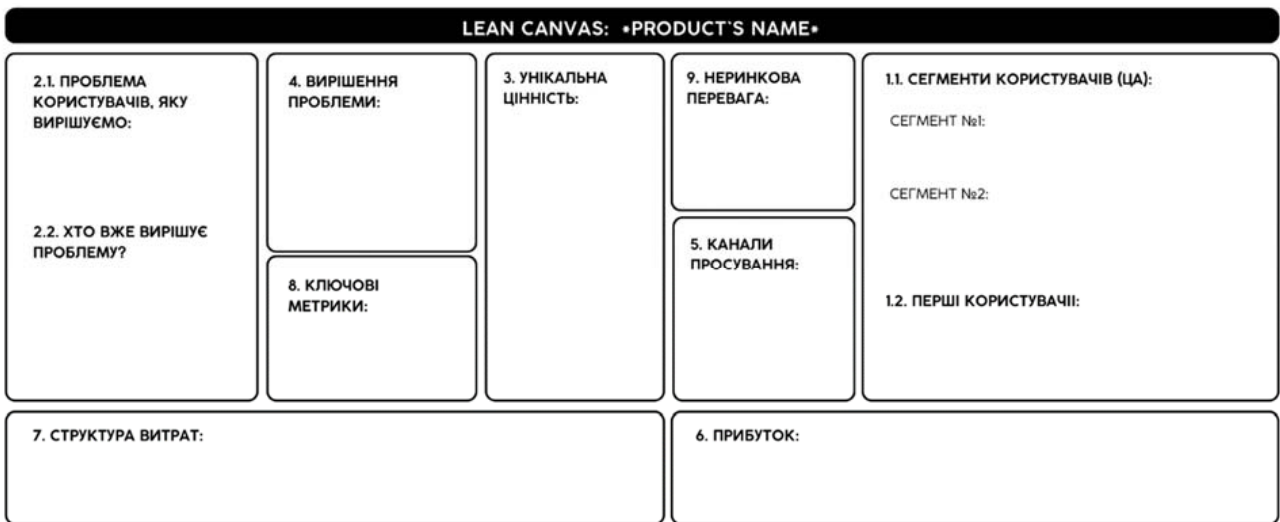 LEAN CANVAS: *PRODUCT`S NAME*
2.1. ПРОБЛЕМА
КОРИСТУВАЧІВ, ЯКУ
ВИРІШУЄМО:
2.2. ХТО ВЖЕ ВИРІШУЄ
ПРОБЛЕМУ?
4. ВИРІШЕННЯ
ПРОБЛЕМИ:
8. КЛЮЧОВІ
МЕТРИКИ:
3. УНІКАЛЬНА
ЦІННІСТЬ:
9. НЕРИНКОВА
ПЕРЕВАГА:
5. КАНАЛИ
ПРОСУВАННЯ:
1.1. СЕГМЕНТИ КОРИСТУВАЧІВ (ЦА):
СЕГМЕНТ №1:
СЕГМЕНТ №2:
1.2. ПЕРШІ КОРИСТУВАЧІІ:
7. СТРУКТУРА ВИТРАТ:
6. ПРИБУТОК: